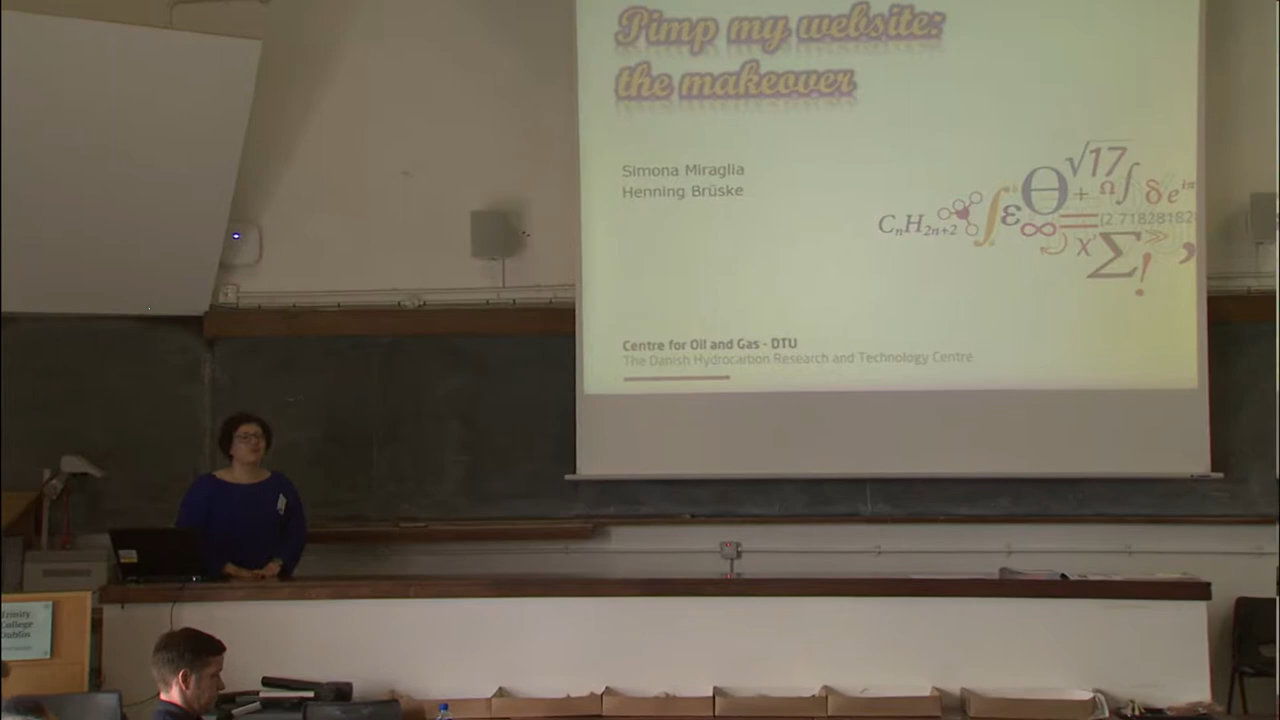 Pimp my website:
the makeover
Simona Miraglia
Henning Brüske
CnH2n+2
√17
+ Ω∫ δ e^iπ
∫ε Θ
∞ = {2.71828182
χ Σ ! ≫ ,
Centre for Oil and Gas - DTU
The Danish Hydrocarbon Research and Technology Centre
Trinity
College
Dublin